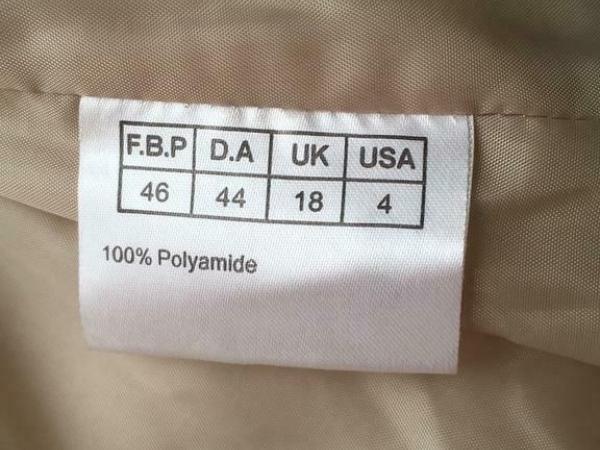 F.B.P D.A UK USA
46 44 18 4
100% Polyamide